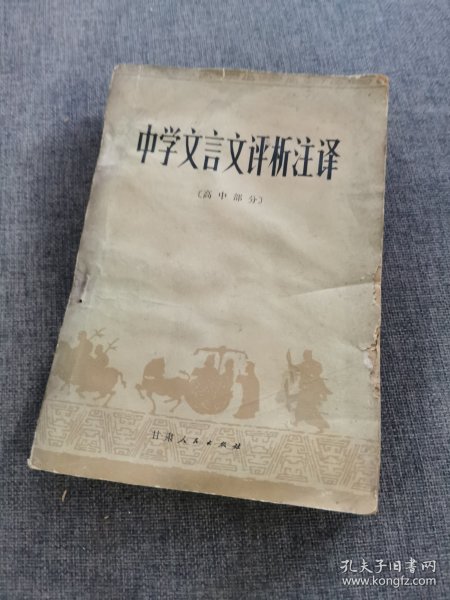 中学文言文评析注译
〔高中部分〕
甘肃人民出版社
孔夫子旧书网
www.kongfz.com